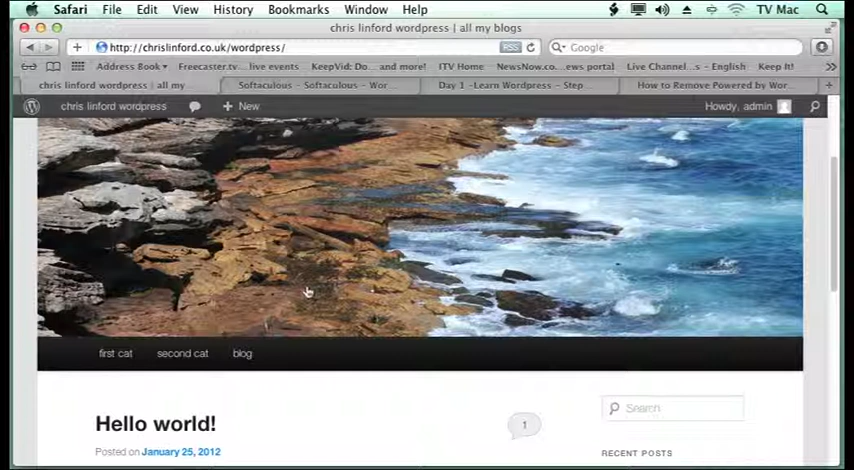 Safari File Edit View History Bookmarks Window Help TV Mac
chris linford wordpress | all my blogs
http://chrislinford.co.uk/wordpress/ RSS Google
Address Book Freecaster.tv... live events KeepVid: Do... and more! ITV Home NewsNow.co...ews portal Live Channel ..s - English Keep It!
chris linford wordpress | all my Softaculous - Softaculous - Wor... Day 1 -Learn Wordpress - Step... How to Remove Powered by Wor...
chris linford wordpress New Howdy, admin
first cat second cat blog
Hello world! 1 Search
Posted on January 25, 2012 RECENT POSTS